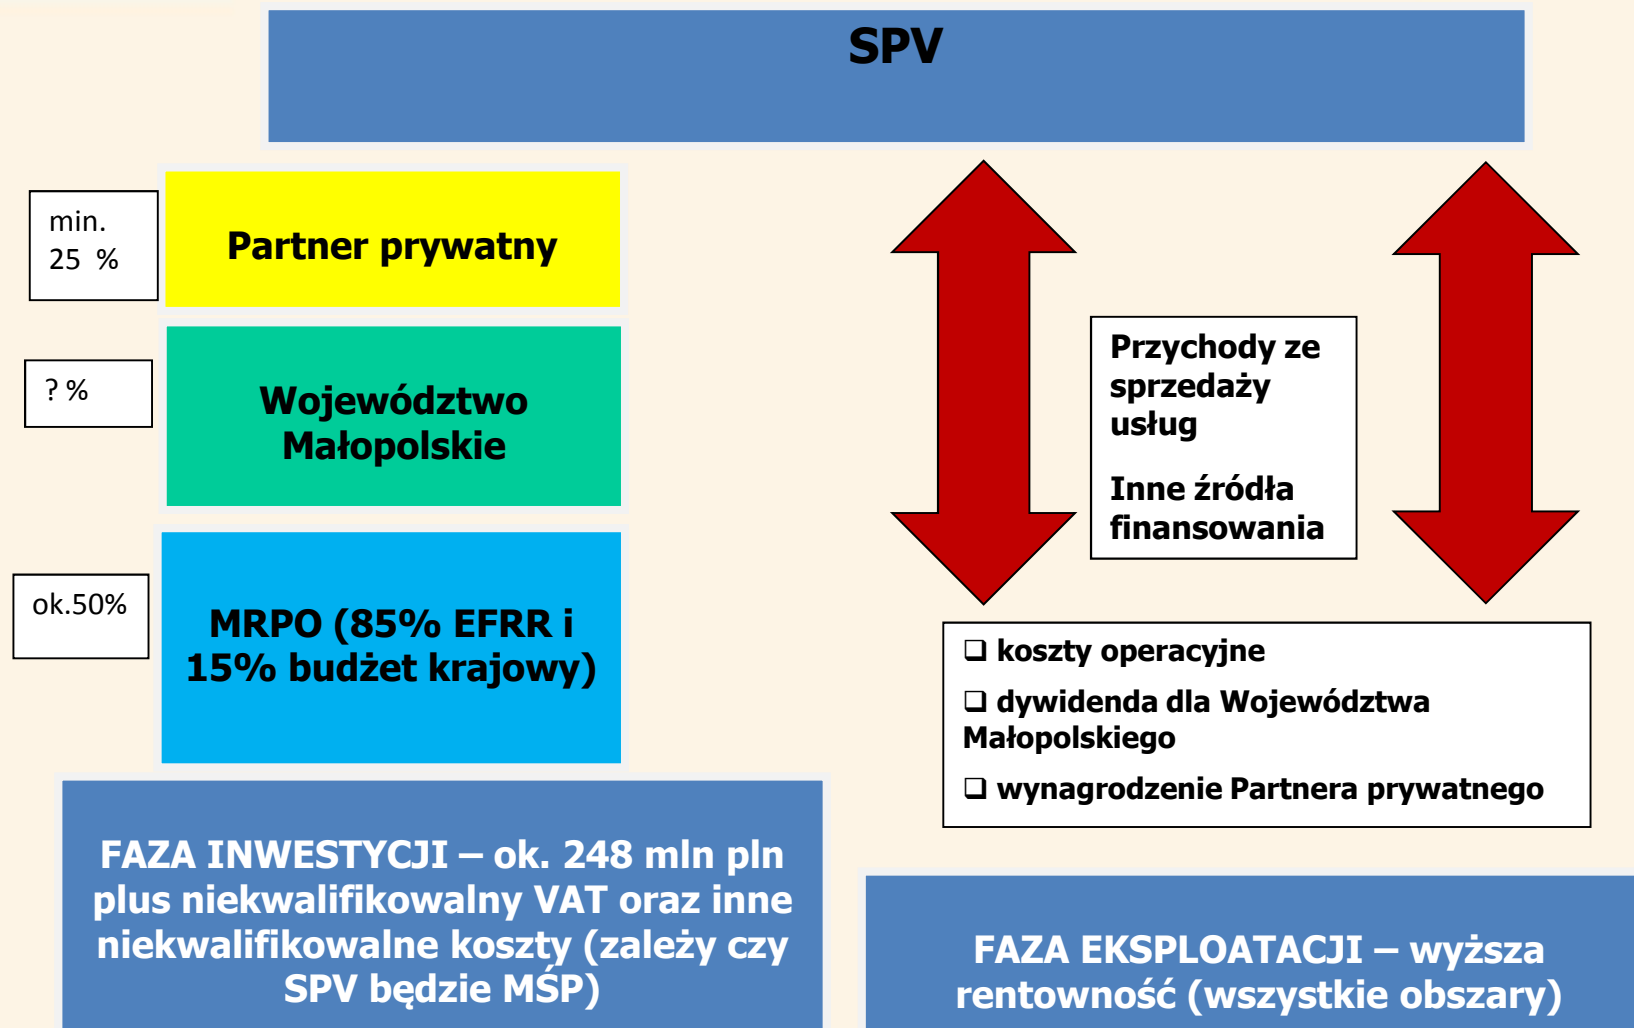 SPV
min.
25 %
Partner prywatny
? %
Województwo
Małopolskie
ok.50%
MRPO (85% EFRR i
15% budżet krajowy)
FAZA INWESTYCJI – ok. 248 mln pln
plus niekwalifikowalny VAT oraz inne
niekwalifikowalne koszty (zależy czy
SPV będzie MŚP)
Przychody ze
sprzedaży
usług
Inne źródła
finansowania
❑ koszty operacyjne
❑ dywidenda dla Województwa
Małopolskiego
❑ wynagrodzenie Partnera prywatnego
FAZA EKSPLOATACJI – wyższa
rentowność (wszystkie obszary)